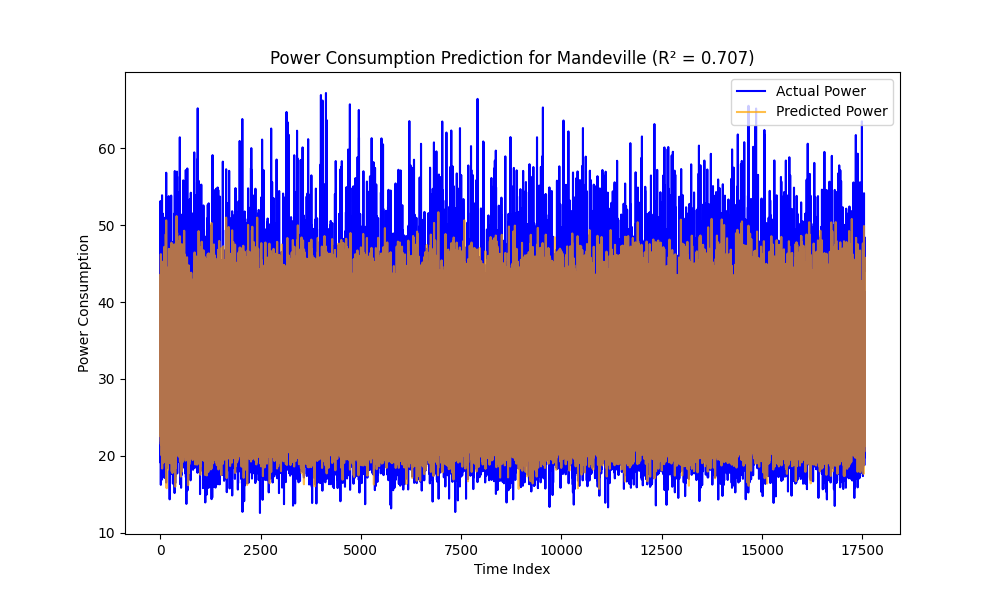 Power Consumption Prediction for Mandeville (R² = 0.707)
Actual Power
Predicted Power
Power Consumption
60
50
40
30
20
10
0
2500
5000
7500
10000
12500
15000
17500
Time Index